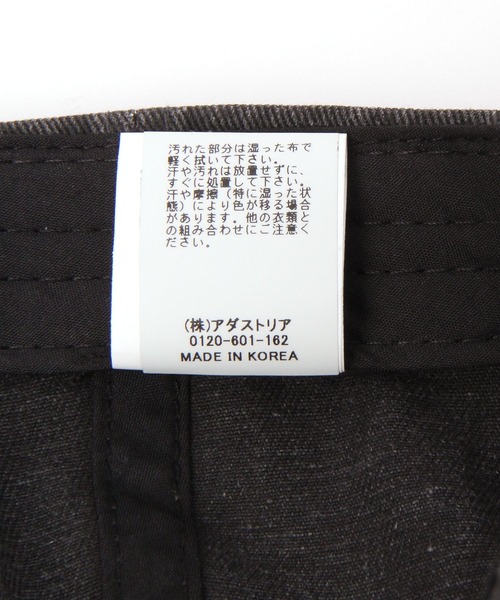 汚れた部分は湿った布で
軽く拭いて下さい。
汗や汚れは放置せずに、
すぐに処置して下さい。
汗や摩擦（特に湿った状
態）により色が移る場合
があります。他の衣類と
の組み合わせにご注意く
ださい。
(株)アダストリア
0120-601-162
MADE IN KOREA